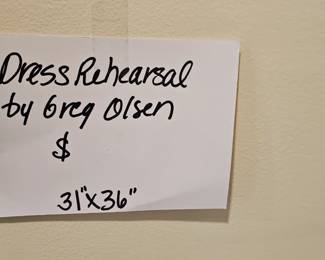 Dress Rehearsal
by Greg Olsen
$
31"x36"